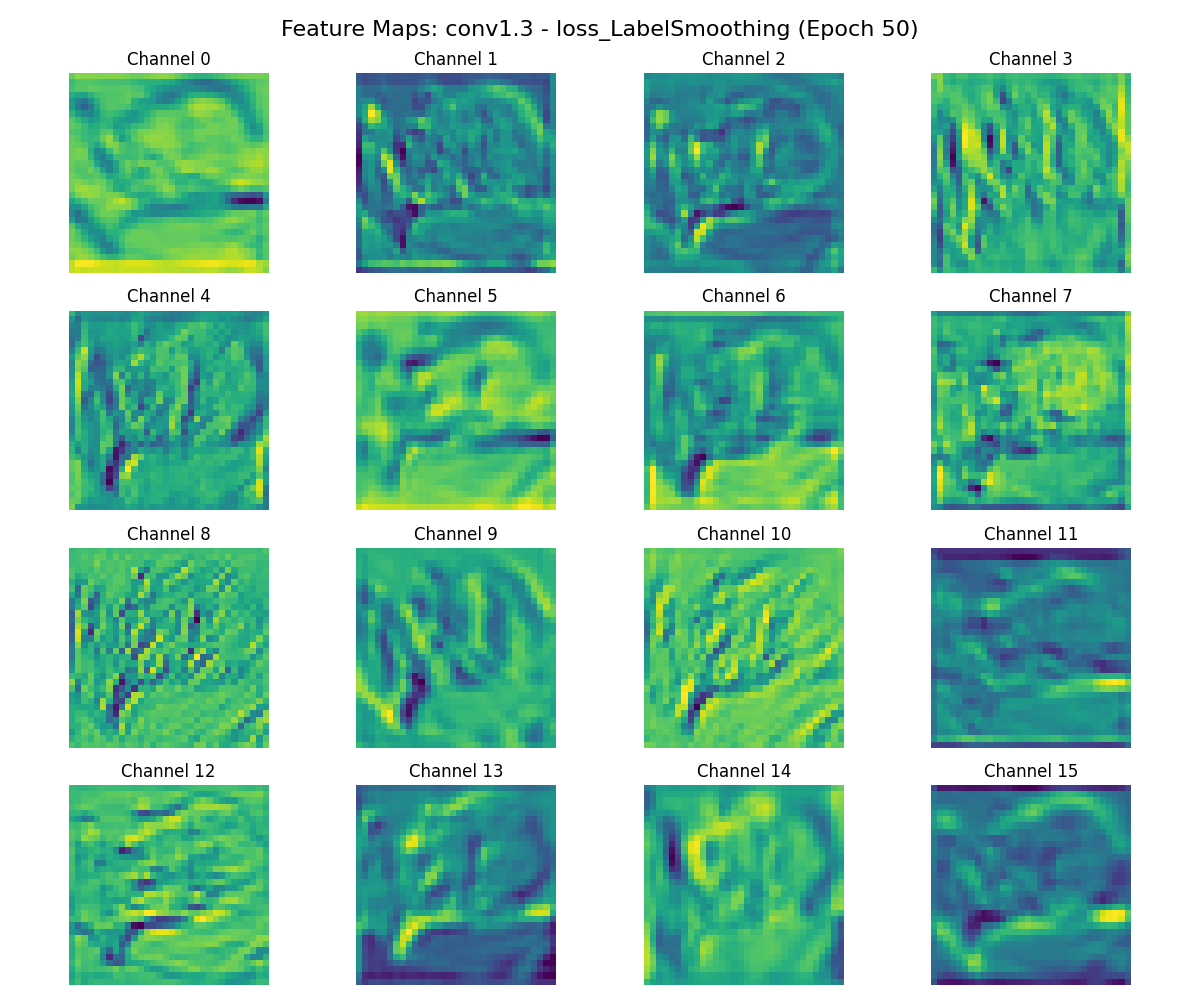 Feature Maps: conv1.3 - loss_LabelSmoothing (Epoch 50)
Channel 0
Channel 1
Channel 2
Channel 3
Channel 4
Channel 5
Channel 6
Channel 7
Channel 8
Channel 9
Channel 10
Channel 11
Channel 12
Channel 13
Channel 14
Channel 15